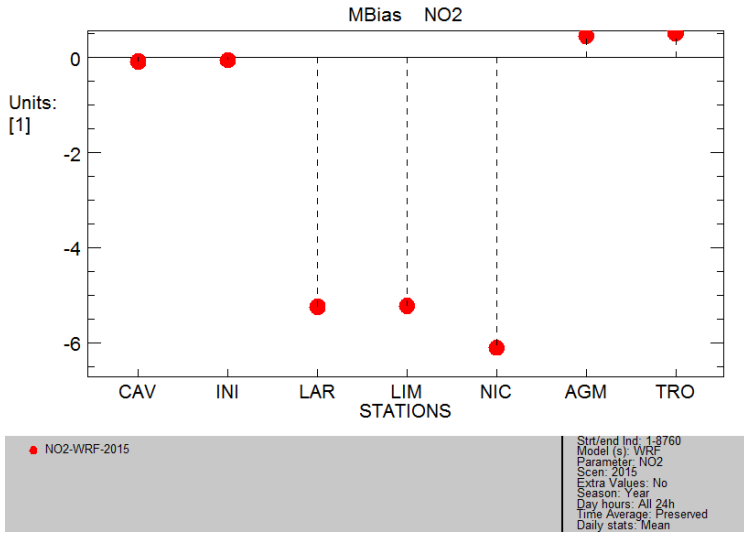 MBias NO2
Units:
[1]
0
-2
-4
-6
CAV INI LAR LIM NIC AGM TRO
STATIONS
NO2-WRF-2015
Strt/end Ind: 1-8760
Model (s): WRF
Parameter: NO2
Scen: 2015
Extra Values: No
Season: Year
Day hours: All 24h
Time Average: Preserved
Daily stats: Mean